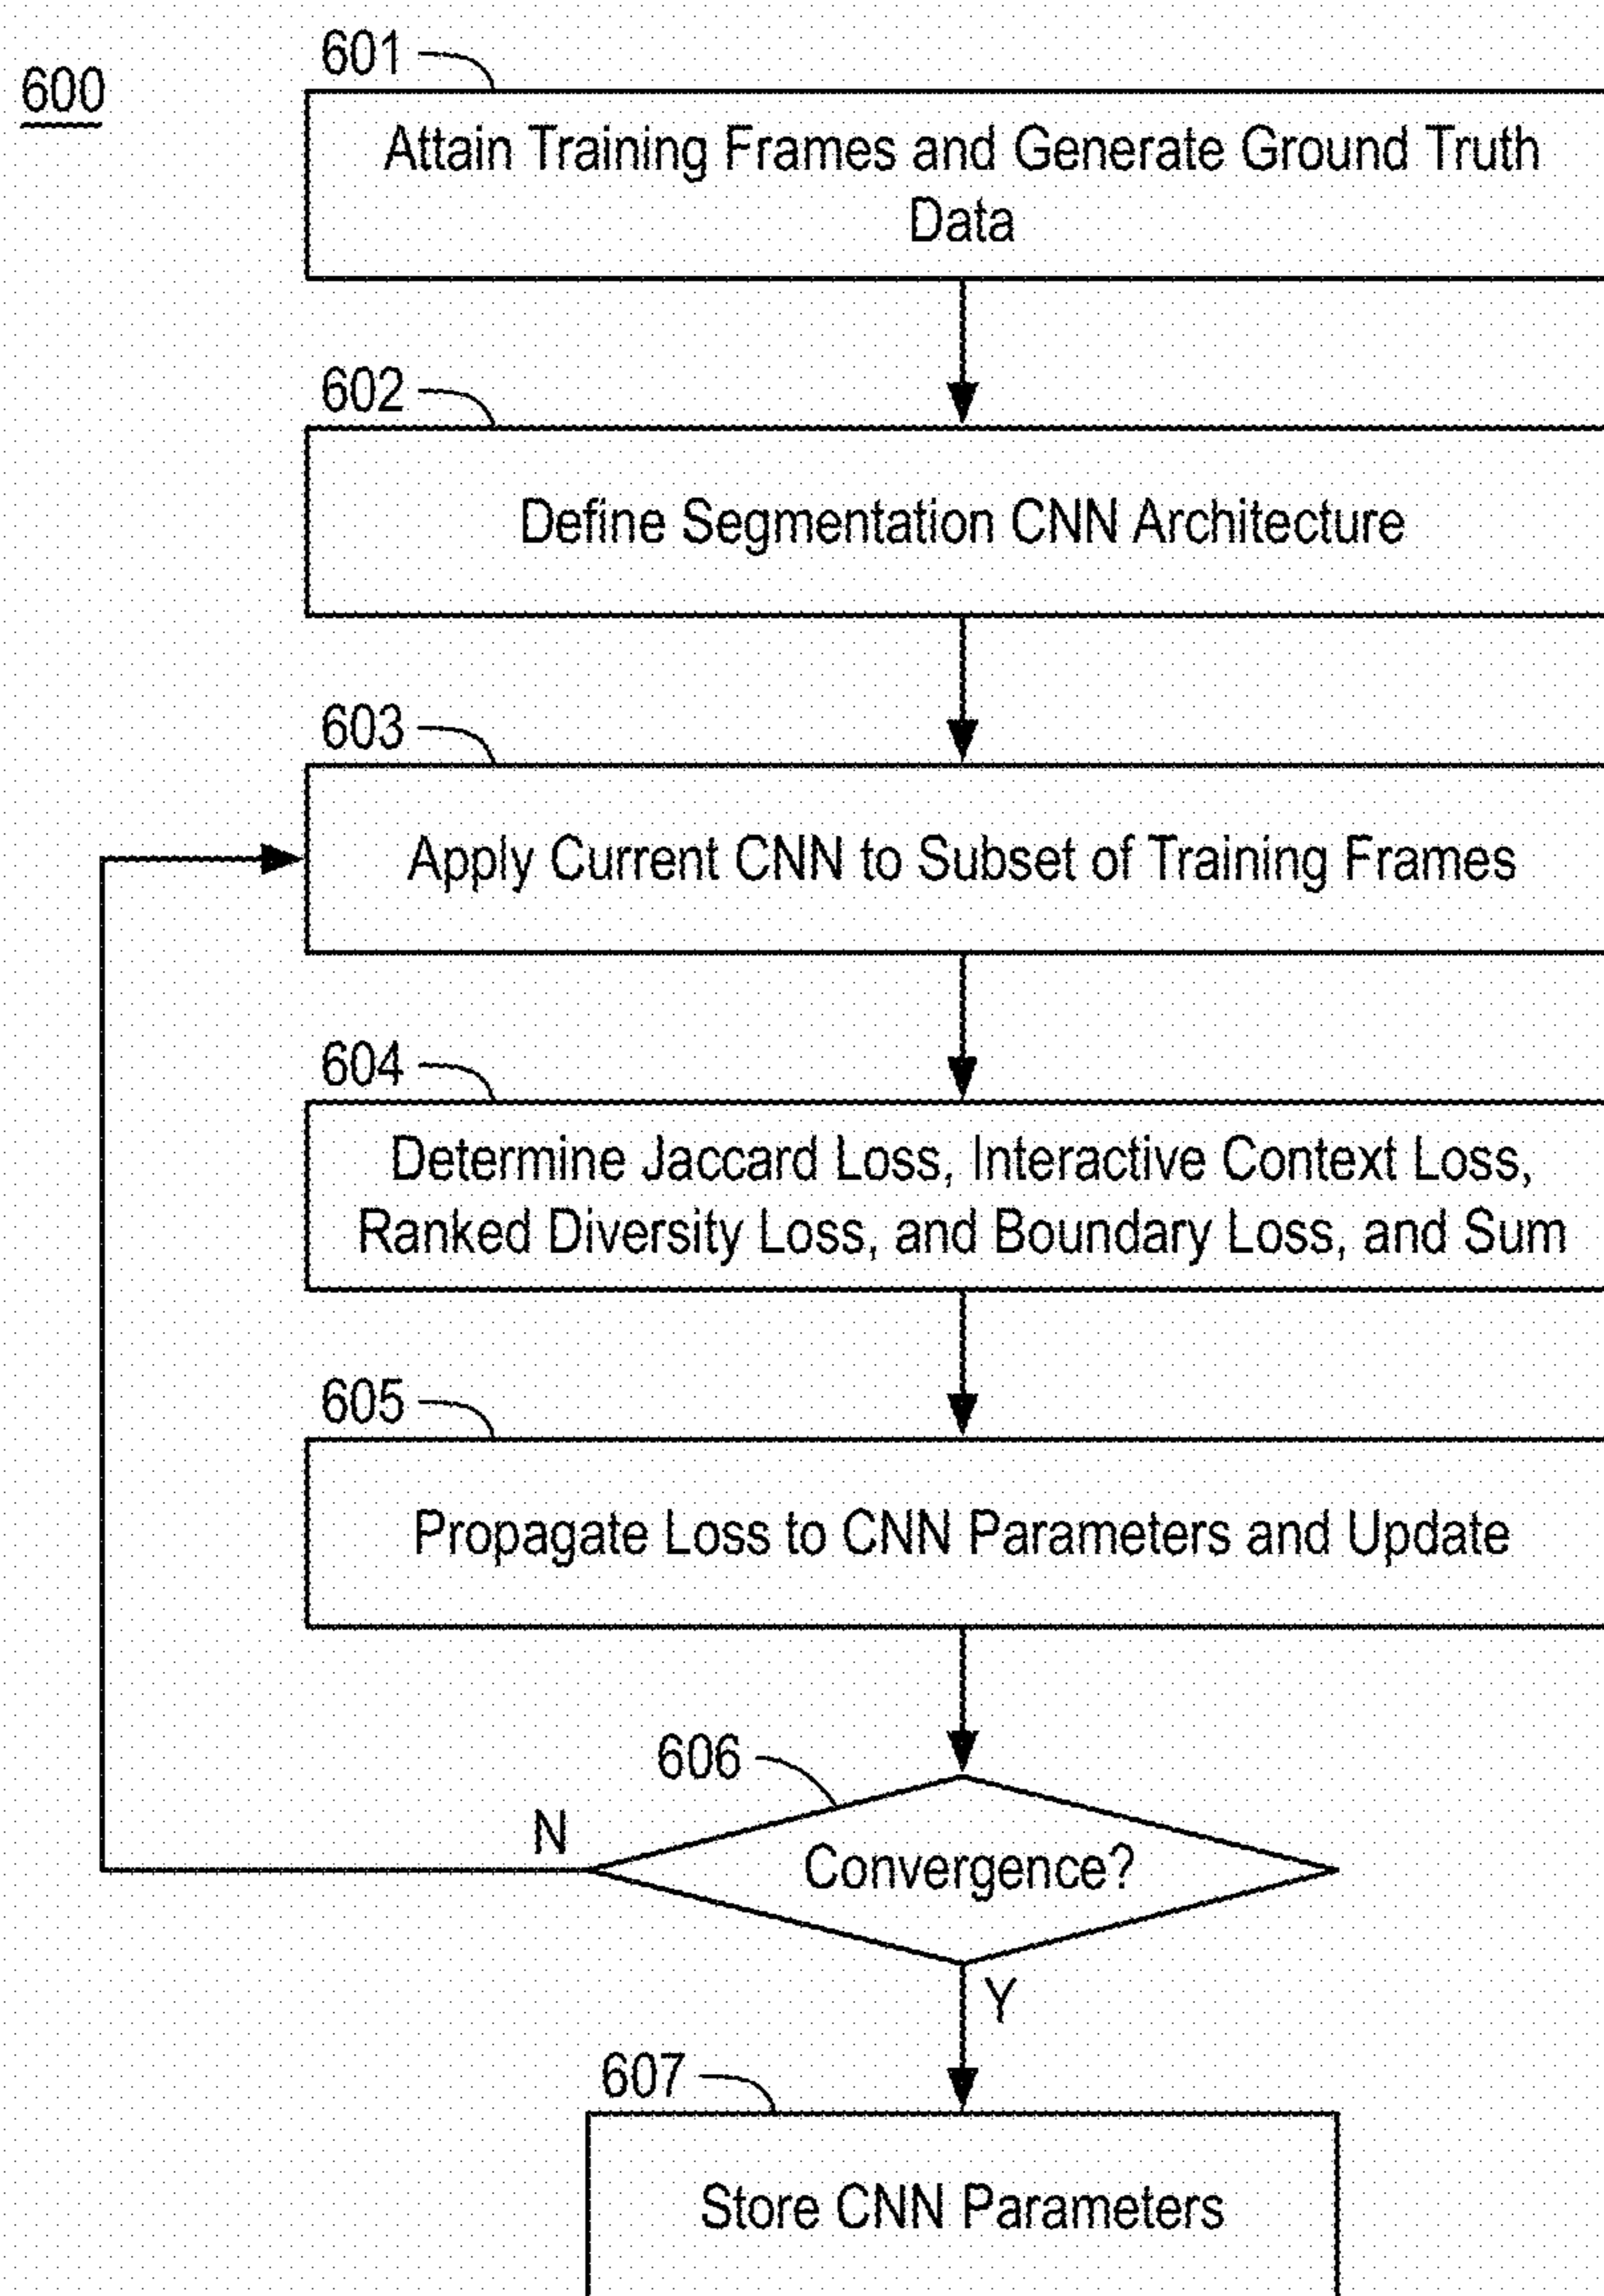 600
601
Attain Training Frames and Generate Ground Truth
Data
602
Define Segmentation CNN Architecture
603
Apply Current CNN to Subset of Training Frames
604
Determine Jaccard Loss, Interactive Context Loss,
Ranked Diversity Loss, and Boundary Loss, and Sum
605
Propagate Loss to CNN Parameters and Update
606
N
Convergence?
Y
607
Store CNN Parameters